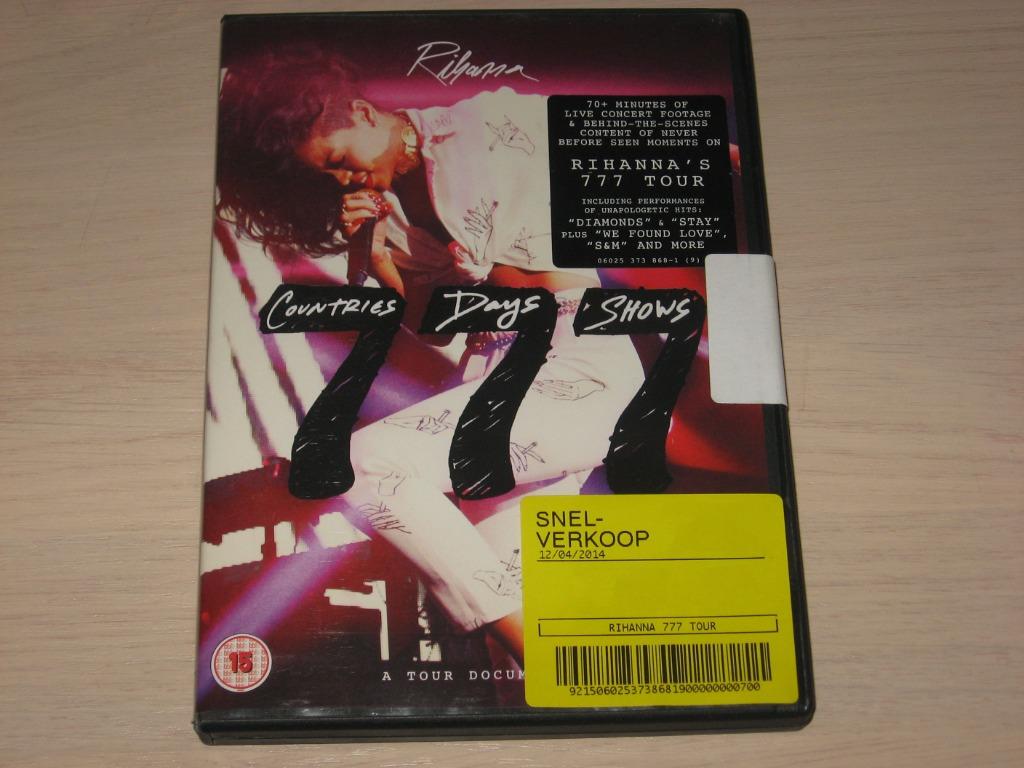 Rihanna
70+ MINUTES OF
LIVE CONCERT FOOTAGE
& BEHIND-THE-SCENES
CONTENT OF NEVER
BEFORE SEEN MOMENTS ON
RIHANNA'S
777 TOUR
INCLUDING PERFORMANCES
OF UNAPOLOGETIC HITS:
"DIAMONDS" & "STAY"
PLUS "WE FOUND LOVE",
"S&M" AND MORE
06025 373 868-1 (9)
COUNTRIES Days SHOWS
777
SNEL-
VERKOOP
12/04/2014
RIHANNA 777 TOUR
9215060253738681900000000700
15
A TOUR DOCUM